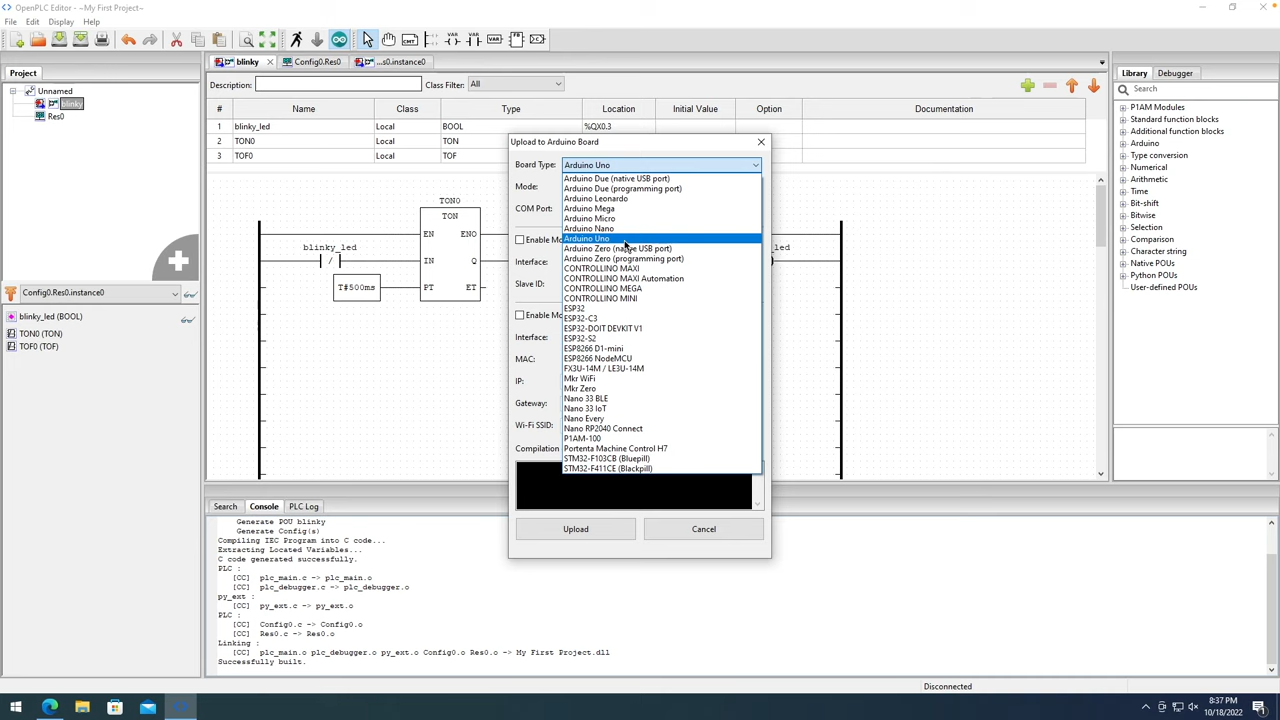 OpenPLC Editor - ~My First Project~
File Edit Display Help
Project
Unnamed
blinky
Res0
Config0.Res0.instance0
blinky_led (BOOL)
TON0 (TON)
TOF0 (TOF)
blinky Config0.Res0 ...s0.instance0
Description: Class Filter: All
# Name Class Type Location Initial Value Option Documentation
1 blinky_led Local BOOL %QX0.3
2 TON0 Local TON
3 TOF0 Local TOF
TON0
TON
EN ENO
blinky_led
IN Q
T#500ms PT ET
Upload to Arduino Board
Board Type: Arduino Uno
Mode:
COM Port:
Interface:
Slave ID:
Interface:
MAC:
IP:
Gateway:
Wi-Fi SSID:
Compilation
Arduino Due (native USB port)
Arduino Due (programming port)
Arduino Leonardo
Arduino Mega
Arduino Micro
Arduino Nano
Arduino Uno
Arduino Zero (native USB port)
Arduino Zero (programming port)
CONTROLLINO MAXI
CONTROLLINO MAXI Automation
CONTROLLINO MEGA
CONTROLLINO MINI
ESP32
ESP32-C3
ESP32-DOIT DEVKIT V1
ESP32-S2
ESP8266 D1-mini
ESP8266 NodeMCU
FX3U-14M / LE3U-14M
Mkr WiFi
Mkr Zero
Nano 33 BLE
Nano 33 IoT
Nano Every
Nano RP2040 Connect
P1AM-100
Portenta Machine Control H7
STM32-F103CB (Bluepill)
STM32-F411CE (Blackpill)
Upload Cancel
Library Debugger
Search
P1AM Modules
Standard function blocks
Additional function blocks
Arduino
Type conversion
Numerical
Arithmetic
Time
Bit-shift
Bitwise
Selection
Comparison
Character string
Native POUs
Python POUs
User-defined POUs
Search Console PLC Log
Generate POU blinky
Generate Config(s)
Compiling IEC Program into C code...
Extracting Located Variables...
C code generated successfully.
PLC :
[CC] plc_main.c -> plc_main.o
[CC] plc_debugger.c -> plc_debugger.o
py_ext :
[CC] py_ext.c -> py_ext.o
PLC :
[CC] Config0.c -> Config0.o
[CC] Res0.c -> Res0.o
Linking :
[CC] plc_main.o plc_debugger.o py_ext.o Config0.o Res0.o -> My First Project.dll
Successfully built.
Disconnected
8:37 PM
10/18/2022